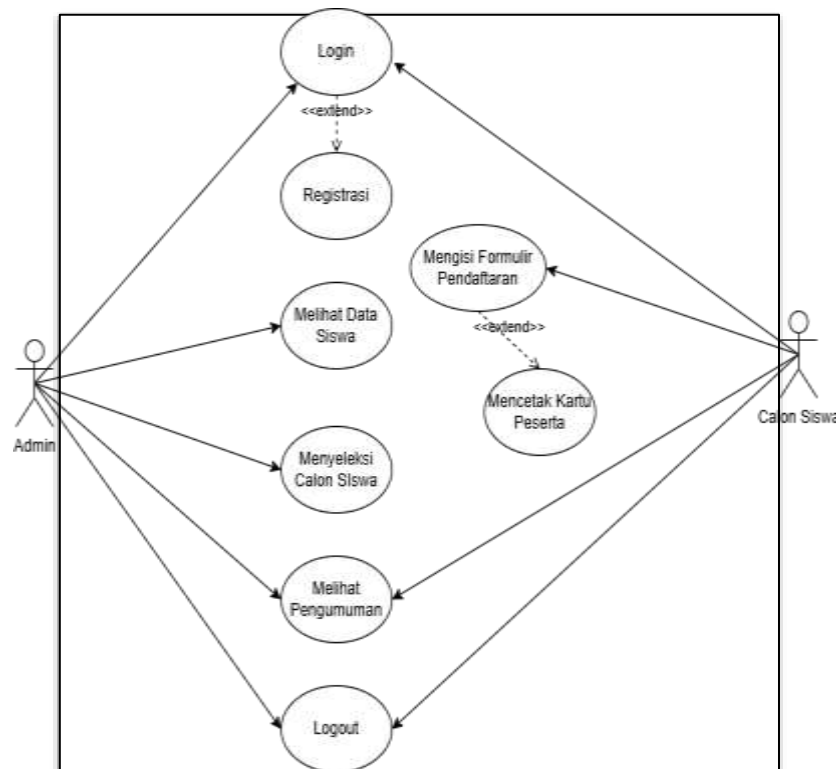 Login
<<extend>>
Registrasi
Mengisi Formulir
Pendaftaran
Melihat Data
Siswa
<<extend>>
Admin
Mencetak Kartu
Peserta
Calon Siswa
Menyeleksi
Calon SIswa
Melihat
Pengumuman
Logout